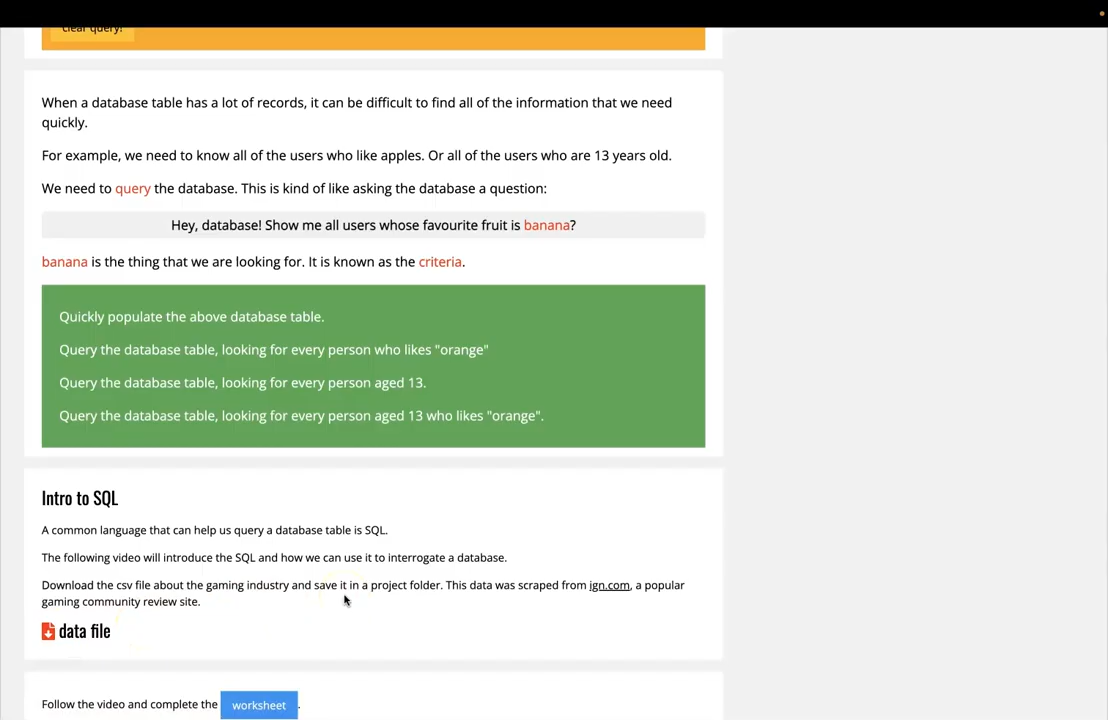 clear query!
When a database table has a lot of records, it can be difficult to find all of the information that we need
quickly.
For example, we need to know all of the users who like apples. Or all of the users who are 13 years old.
We need to query the database. This is kind of like asking the database a question:
Hey, database! Show me all users whose favourite fruit is banana?
banana is the thing that we are looking for. It is known as the criteria.
Quickly populate the above database table.
Query the database table, looking for every person who likes "orange"
Query the database table, looking for every person aged 13.
Query the database table, looking for every person aged 13 who likes "orange".
Intro to SQL
A common language that can help us query a database table is SQL.
The following video will introduce the SQL and how we can use it to interrogate a database.
Download the csv file about the gaming industry and save it in a project folder. This data was scraped from ign.com, a popular
gaming community review site.
data file
Follow the video and complete the worksheet.